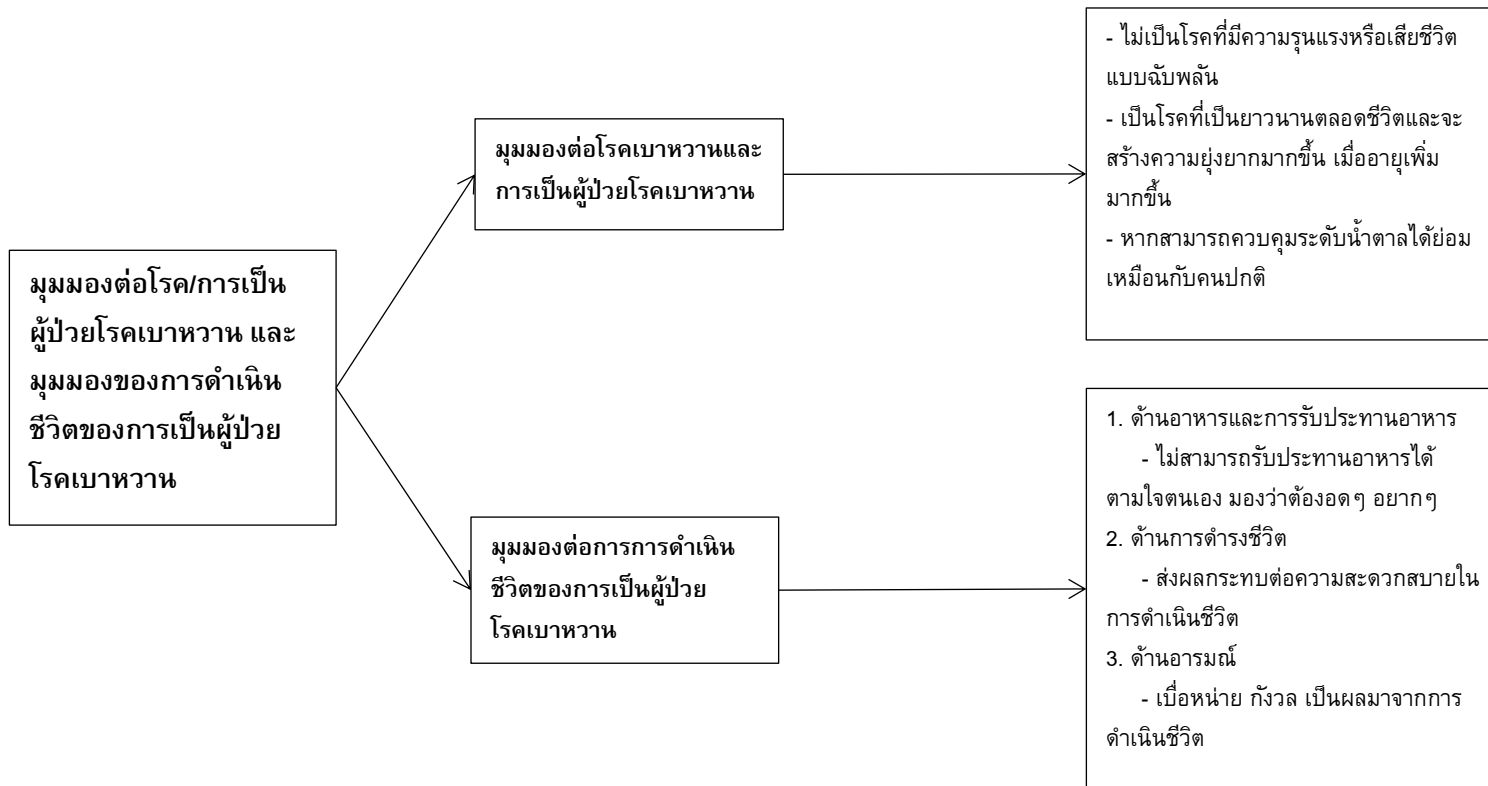 มุมมองต่อโรค/การเป็น
ผู้ป่วยโรคเบาหวาน และ
มุมมองของการดำเนิน
ชีวิตของการเป็นผู้ป่วย
โรคเบาหวาน
มุมมองต่อโรคเบาหวานและ
การเป็นผู้ป่วยโรคเบาหวาน
- ไม่เป็นโรคที่มีความรุนแรงหรือเสียชีวิต
แบบฉับพลัน
- เป็นโรคที่เป็นยาวนานตลอดชีวิตและจะ
สร้างความยุ่งยากมากขึ้น เมื่ออายุเพิ่ม
มากขึ้น
- หากสามารถควบคุมระดับน้ำตาลได้ย่อม
เหมือนกับคนปกติ
มุมมองต่อการการดำเนิน
ชีวิตของการเป็นผู้ป่วย
โรคเบาหวาน
1. ด้านอาหารและการรับประทานอาหาร
- ไม่สามารถรับประทานอาหารได้
ตามใจตนเอง มองว่าต้องอดๆ อยากๆ
2. ด้านการดำรงชีวิต
- ส่งผลกระทบต่อความสะดวกสบายใน
การดำเนินชีวิต
3. ด้านอารมณ์
- เบื่อหน่าย กังวล เป็นผลมาจากการ
ดำเนินชีวิต